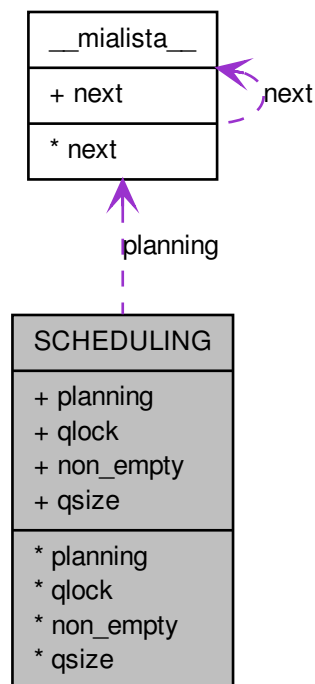 __mialista__
+ next
* next
next
planning
SCHEDULING
+ planning
+ qlock
+ non_empty
+ qsize
* planning
* qlock
* non_empty
* qsize